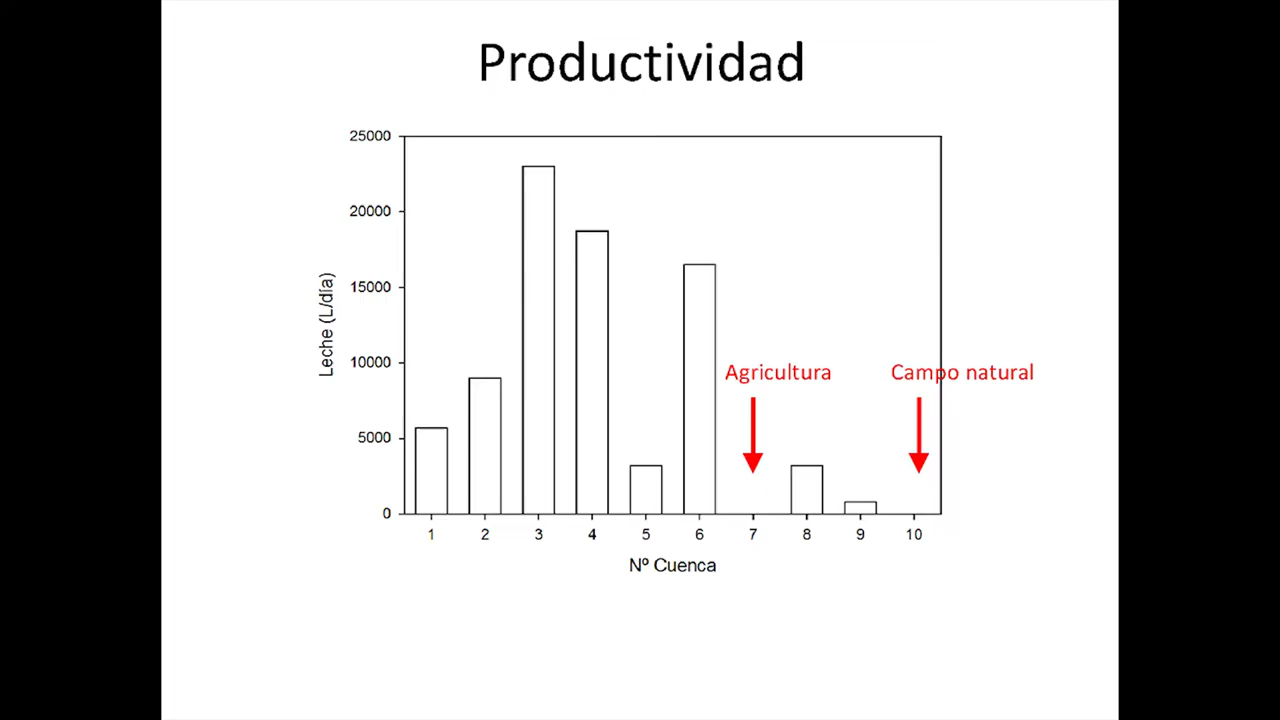 Productividad
25000
20000
15000
10000
5000
0
Leche (L/día)
Agricultura
Campo natural
1 2 3 4 5 6 7 8 9 10
Nº Cuenca